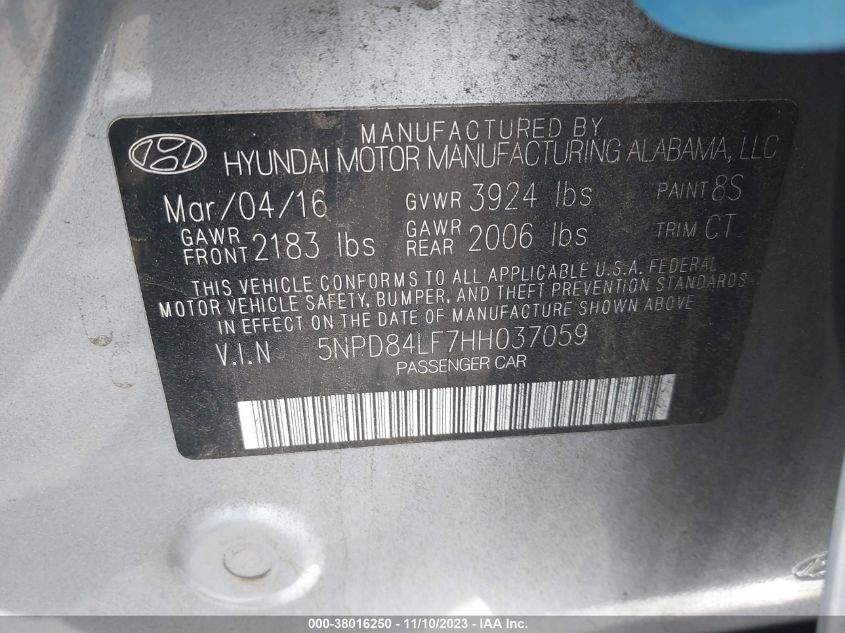 MANUFACTURED BY
HYUNDAI MOTOR MANUFACTURING ALABAMA, LLC
Mar/04/16 GVWR 3924 lbs PAINT 8S
GAWR FRONT 2183 lbs GAWR REAR 2006 lbs TRIM CT
THIS VEHICLE CONFORMS TO ALL APPLICABLE U.S.A. FEDERAL
MOTOR VEHICLE SAFETY, BUMPER, AND THEFT PREVENTION STANDARDS
IN EFFECT ON THE DATE OF MANUFACTURE SHOWN ABOVE
V.I.N 5NPD84LF7HH037059
PASSENGER CAR
000-38016250 - 11/10/2023 - IAA Inc.